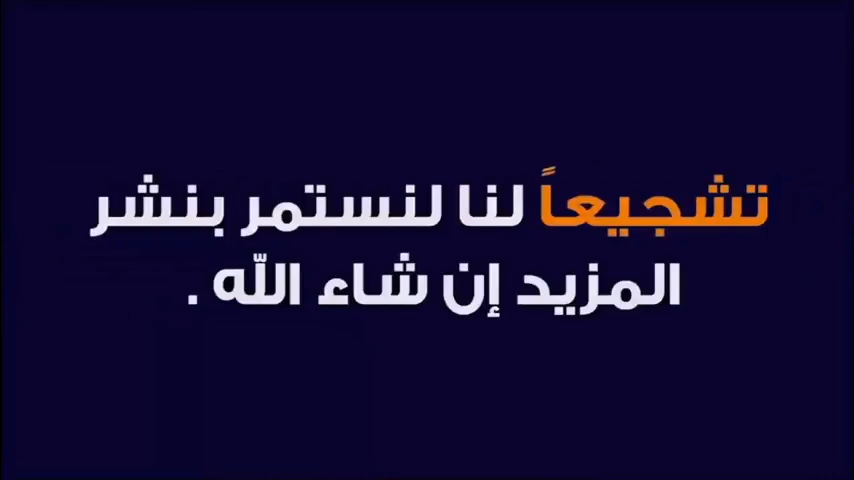 تشجيعاً لنا لنستمر بنشر
المزيد إن شاء الله .